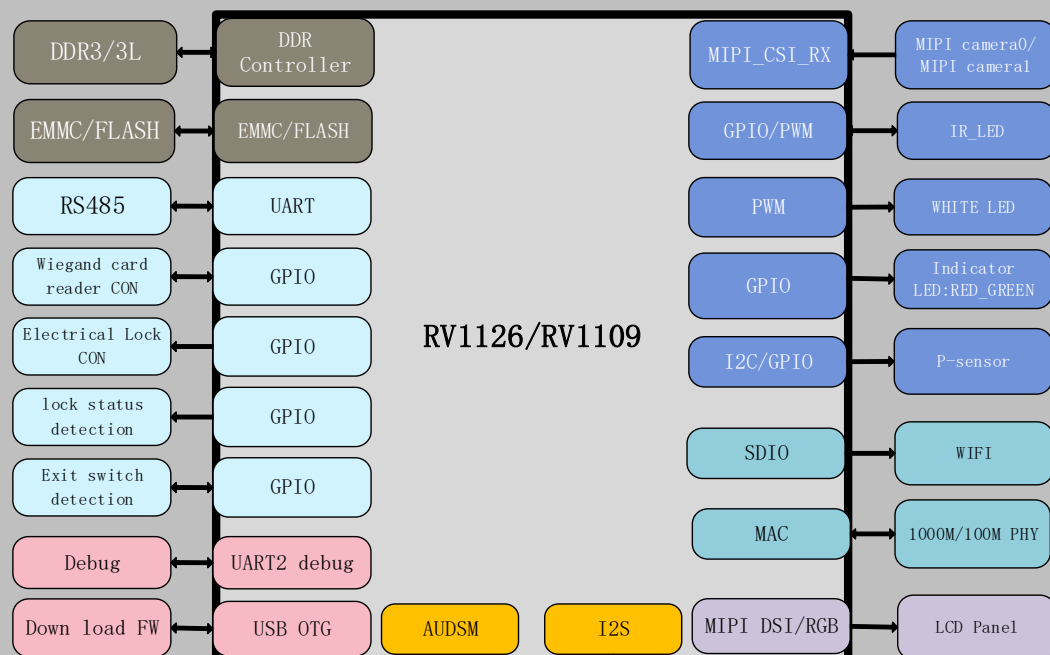 DDR3/3L
DDR
Controller
MIPI_CSI_RX
MIPI camera0/
MIPI camera1
EMMC/FLASH
EMMC/FLASH
GPIO/PWM
IR_LED
RS485
UART
PWM
WHITE LED
Wiegand card
reader CON
GPIO
GPIO
Indicator
LED:RED_GREEN
Electrical Lock
CON
GPIO
RV1126/RV1109
I2C/GPIO
P-sensor
lock status
detection
GPIO
SDIO
WIFI
Exit switch
detection
GPIO
MAC
1000M/100M PHY
Debug
UART2 debug
Down load FW
USB OTG
AUDSM
I2S
MIPI DSI/RGB
LCD Panel